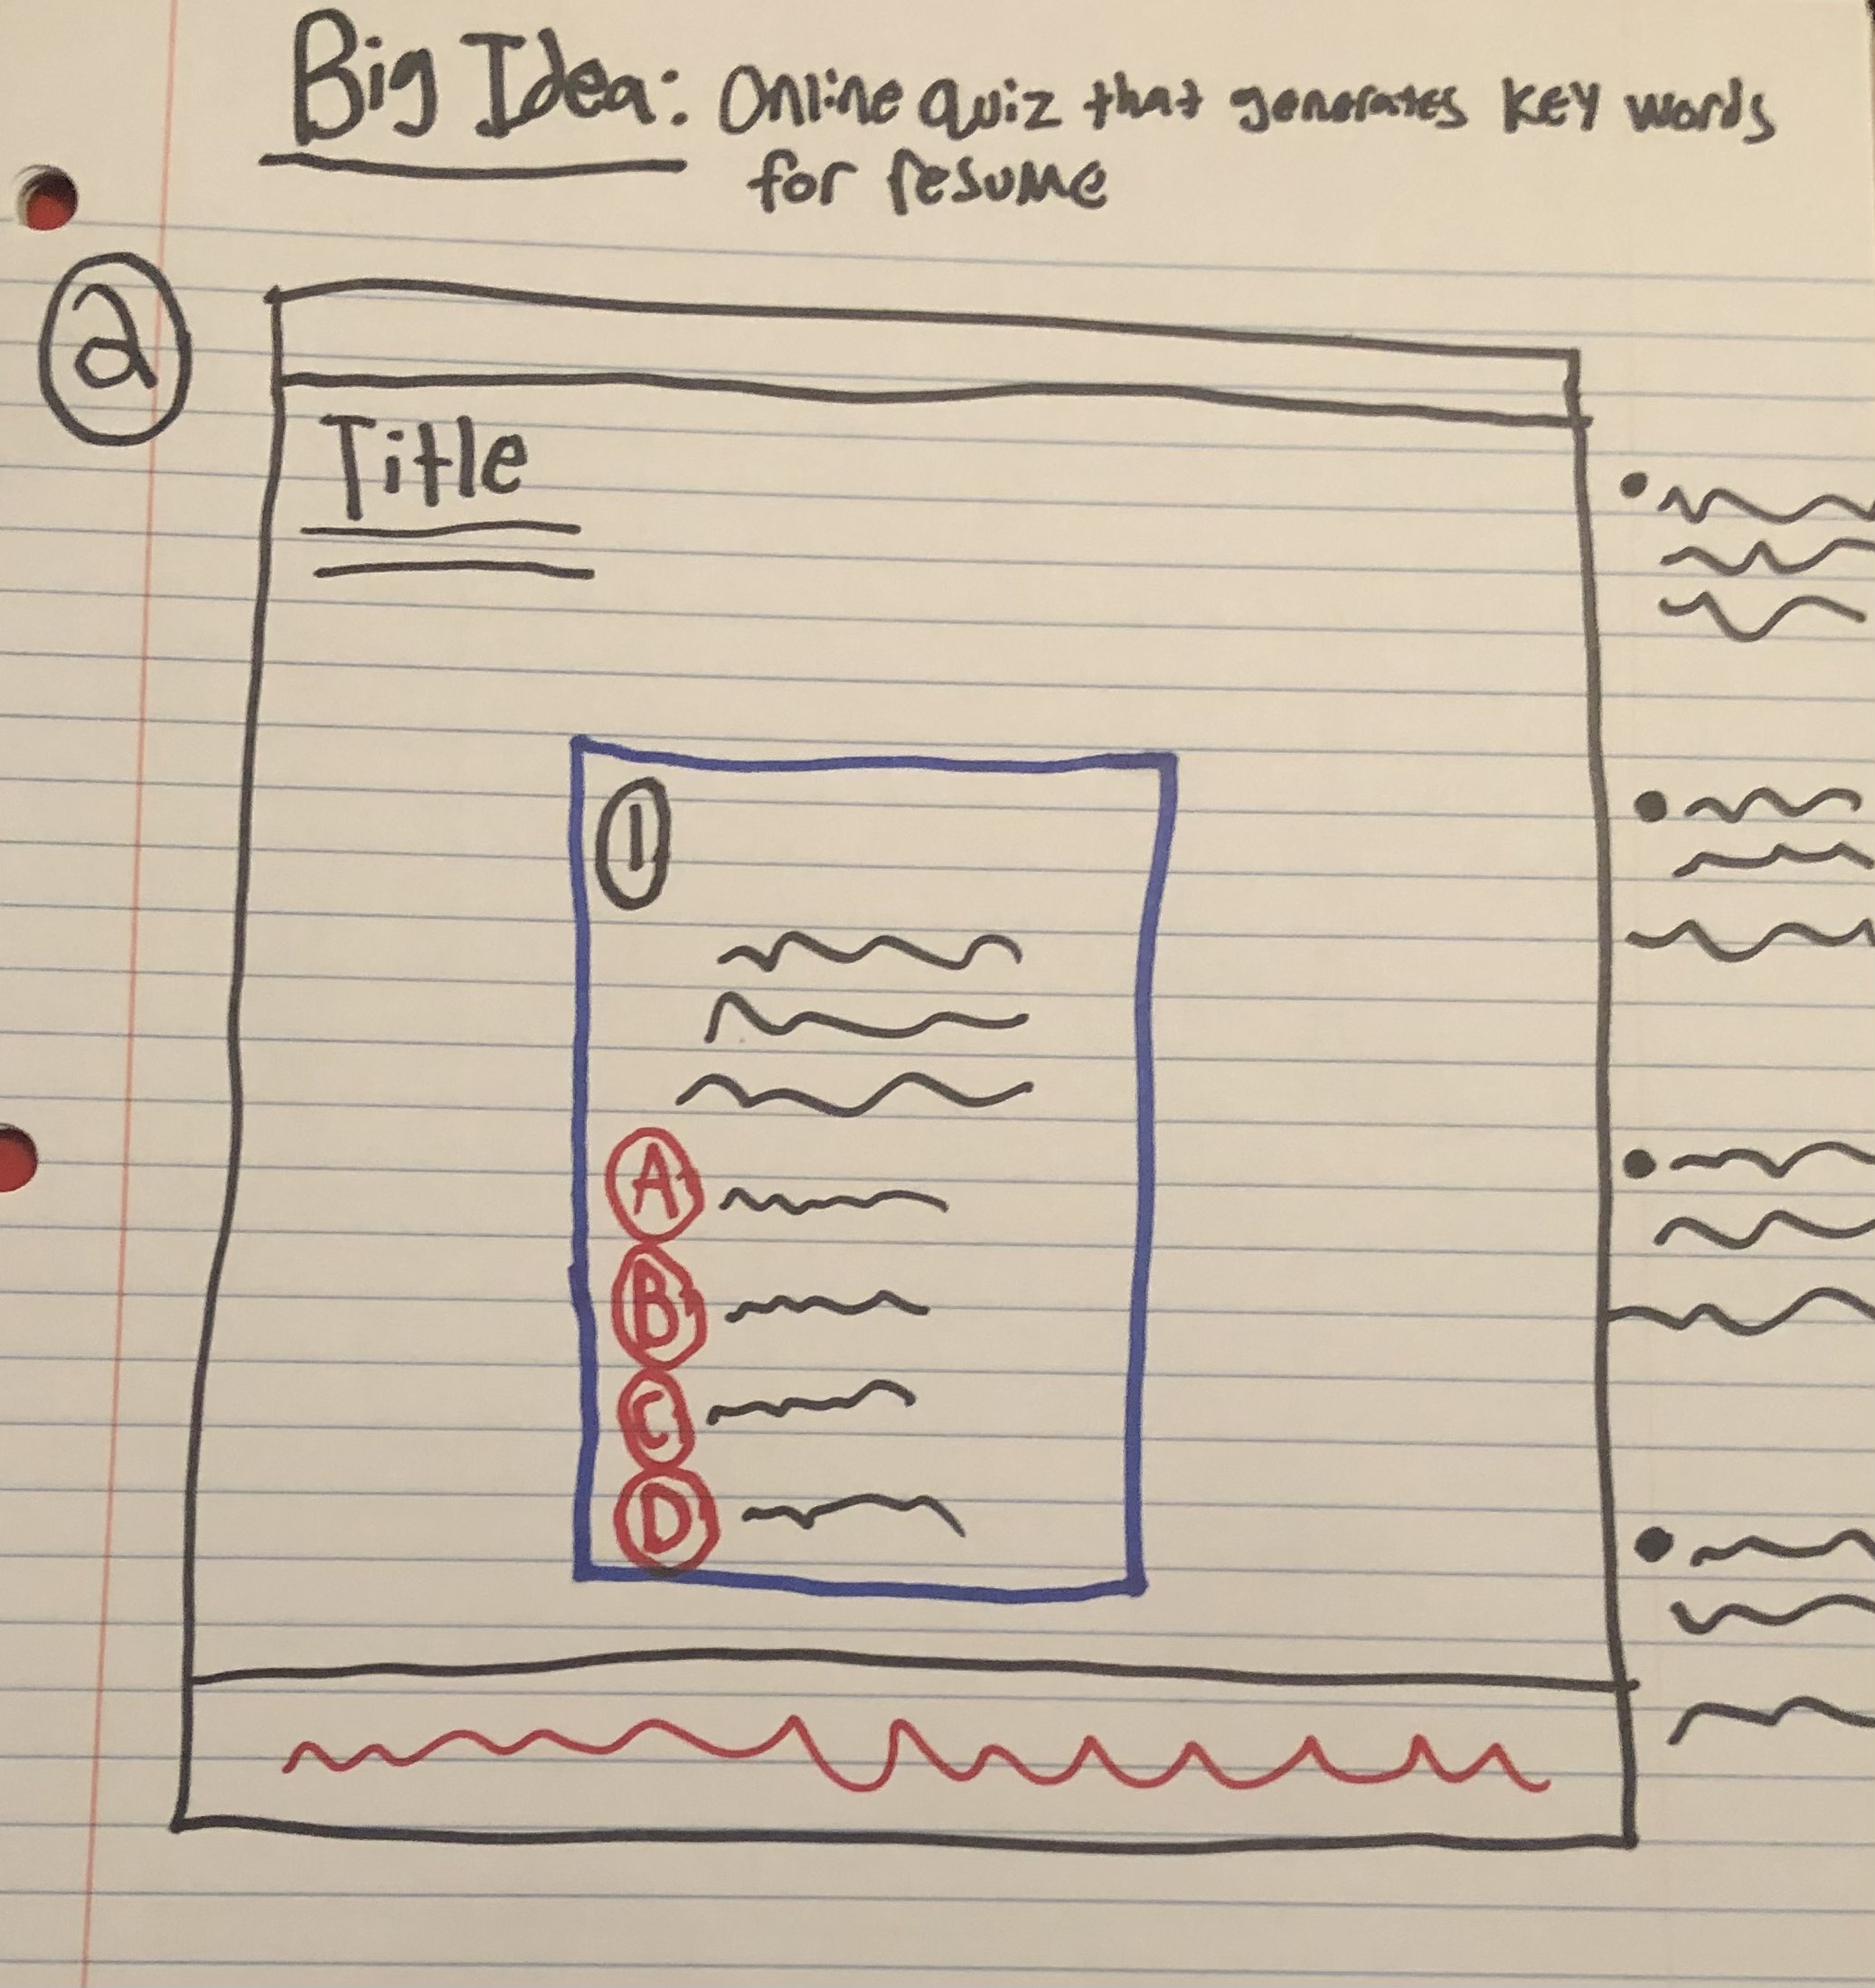 Big Idea: Online quiz that generates key words
for resume
2
Title
1
A
B
C
D